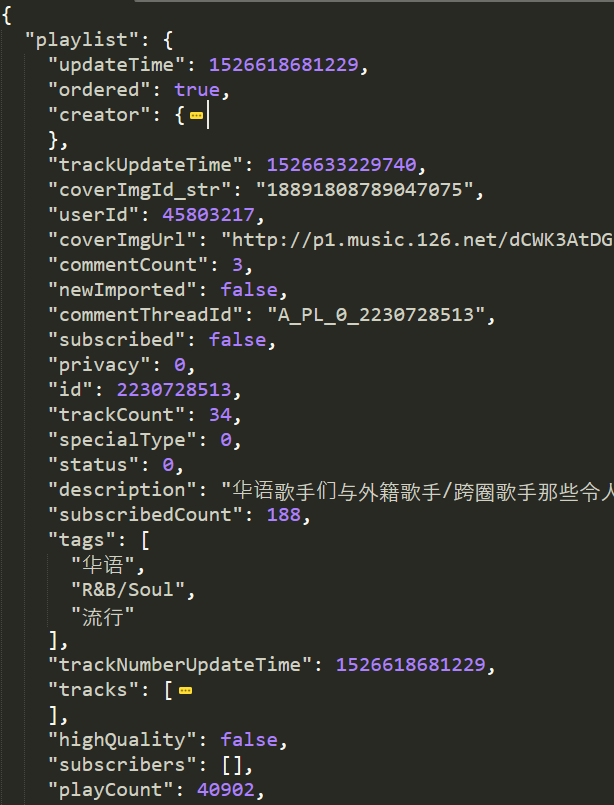 {
"playlist": {
"updateTime": 1526618681229,
"ordered": true,
"creator": {
},
"trackUpdateTime": 1526633229740,
"coverImgId_str": "18891808789047075",
"userId": 45803217,
"coverImgUrl": "http://p1.music.126.net/dCWK3AtDG
"commentCount": 3,
"newImported": false,
"commentThreadId": "A_PL_0_2230728513",
"subscribed": false,
"privacy": 0,
"id": 2230728513,
"trackCount": 34,
"specialType": 0,
"status": 0,
"description": "华语歌手们与外籍歌手/跨圈歌手那些令人
"subscribedCount": 188,
"tags": [
"华语",
"R&B/Soul",
"流行"
],
"trackNumberUpdateTime": 1526618681229,
"tracks": [
],
"highQuality": false,
"subscribers": [],
"playCount": 40902,